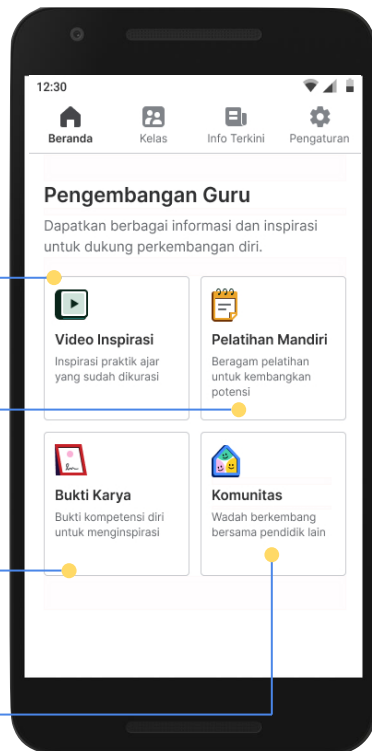 12:30
Beranda
Kelas
Info Terkini
Pengaturan
Pengembangan Guru
Dapatkan berbagai informasi dan inspirasi
untuk dukung perkembangan diri.
Video Inspirasi
Inspirasi praktik ajar
yang sudah dikurasi
Pelatihan Mandiri
Beragam pelatihan
untuk kembangkan
potensi
Bukti Karya
Bukti kompetensi diri
untuk menginspirasi
Komunitas
Wadah berkembang
bersama pendidik lain